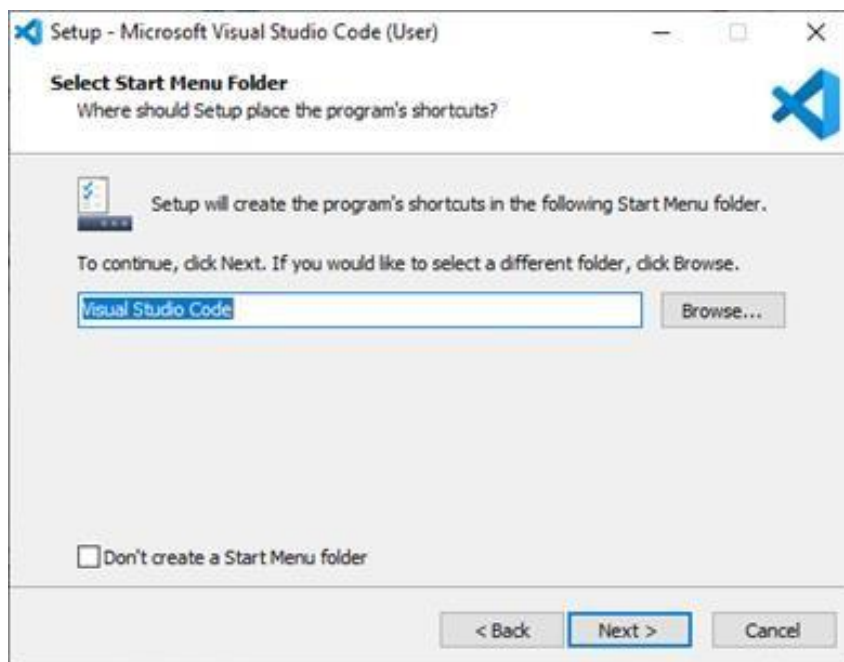 Setup - Microsoft Visual Studio Code (User)
Select Start Menu Folder
Where should Setup place the program's shortcuts?
Setup will create the program's shortcuts in the following Start Menu folder.
To continue, click Next. If you would like to select a different folder, click Browse.
Visual Studio Code
Browse...
Don't create a Start Menu folder
< Back
Next >
Cancel